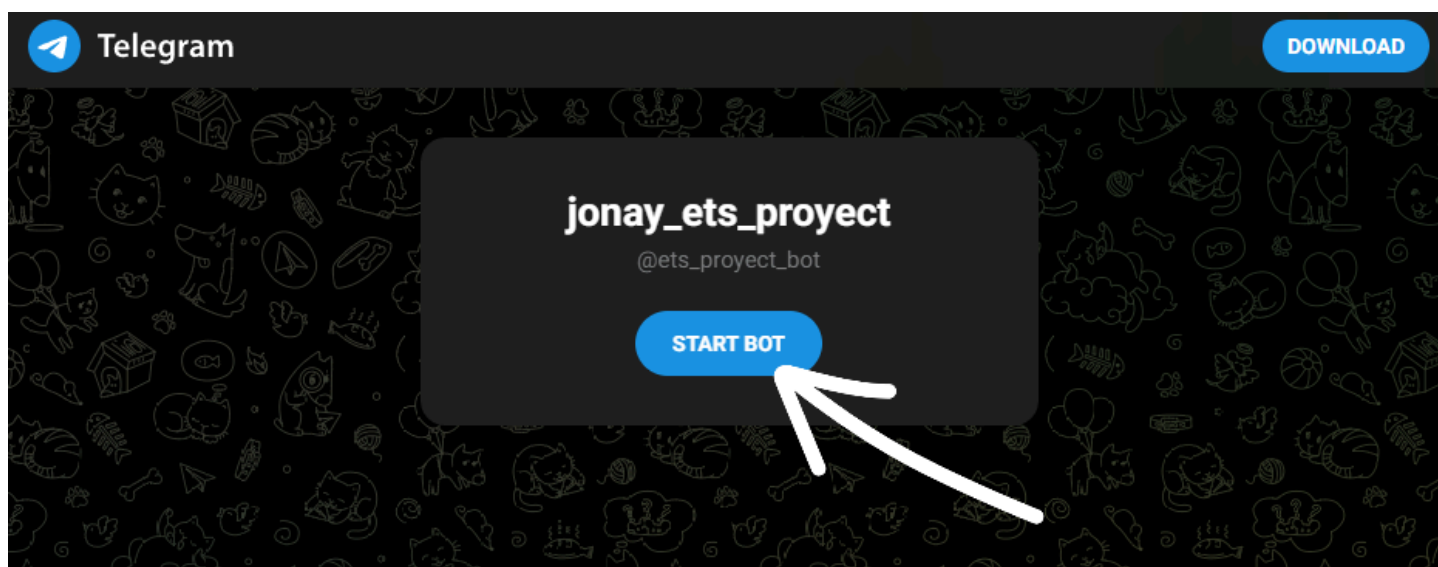 Telegram
DOWNLOAD
jonay_ets_proyect
@ets_proyect_bot
START BOT